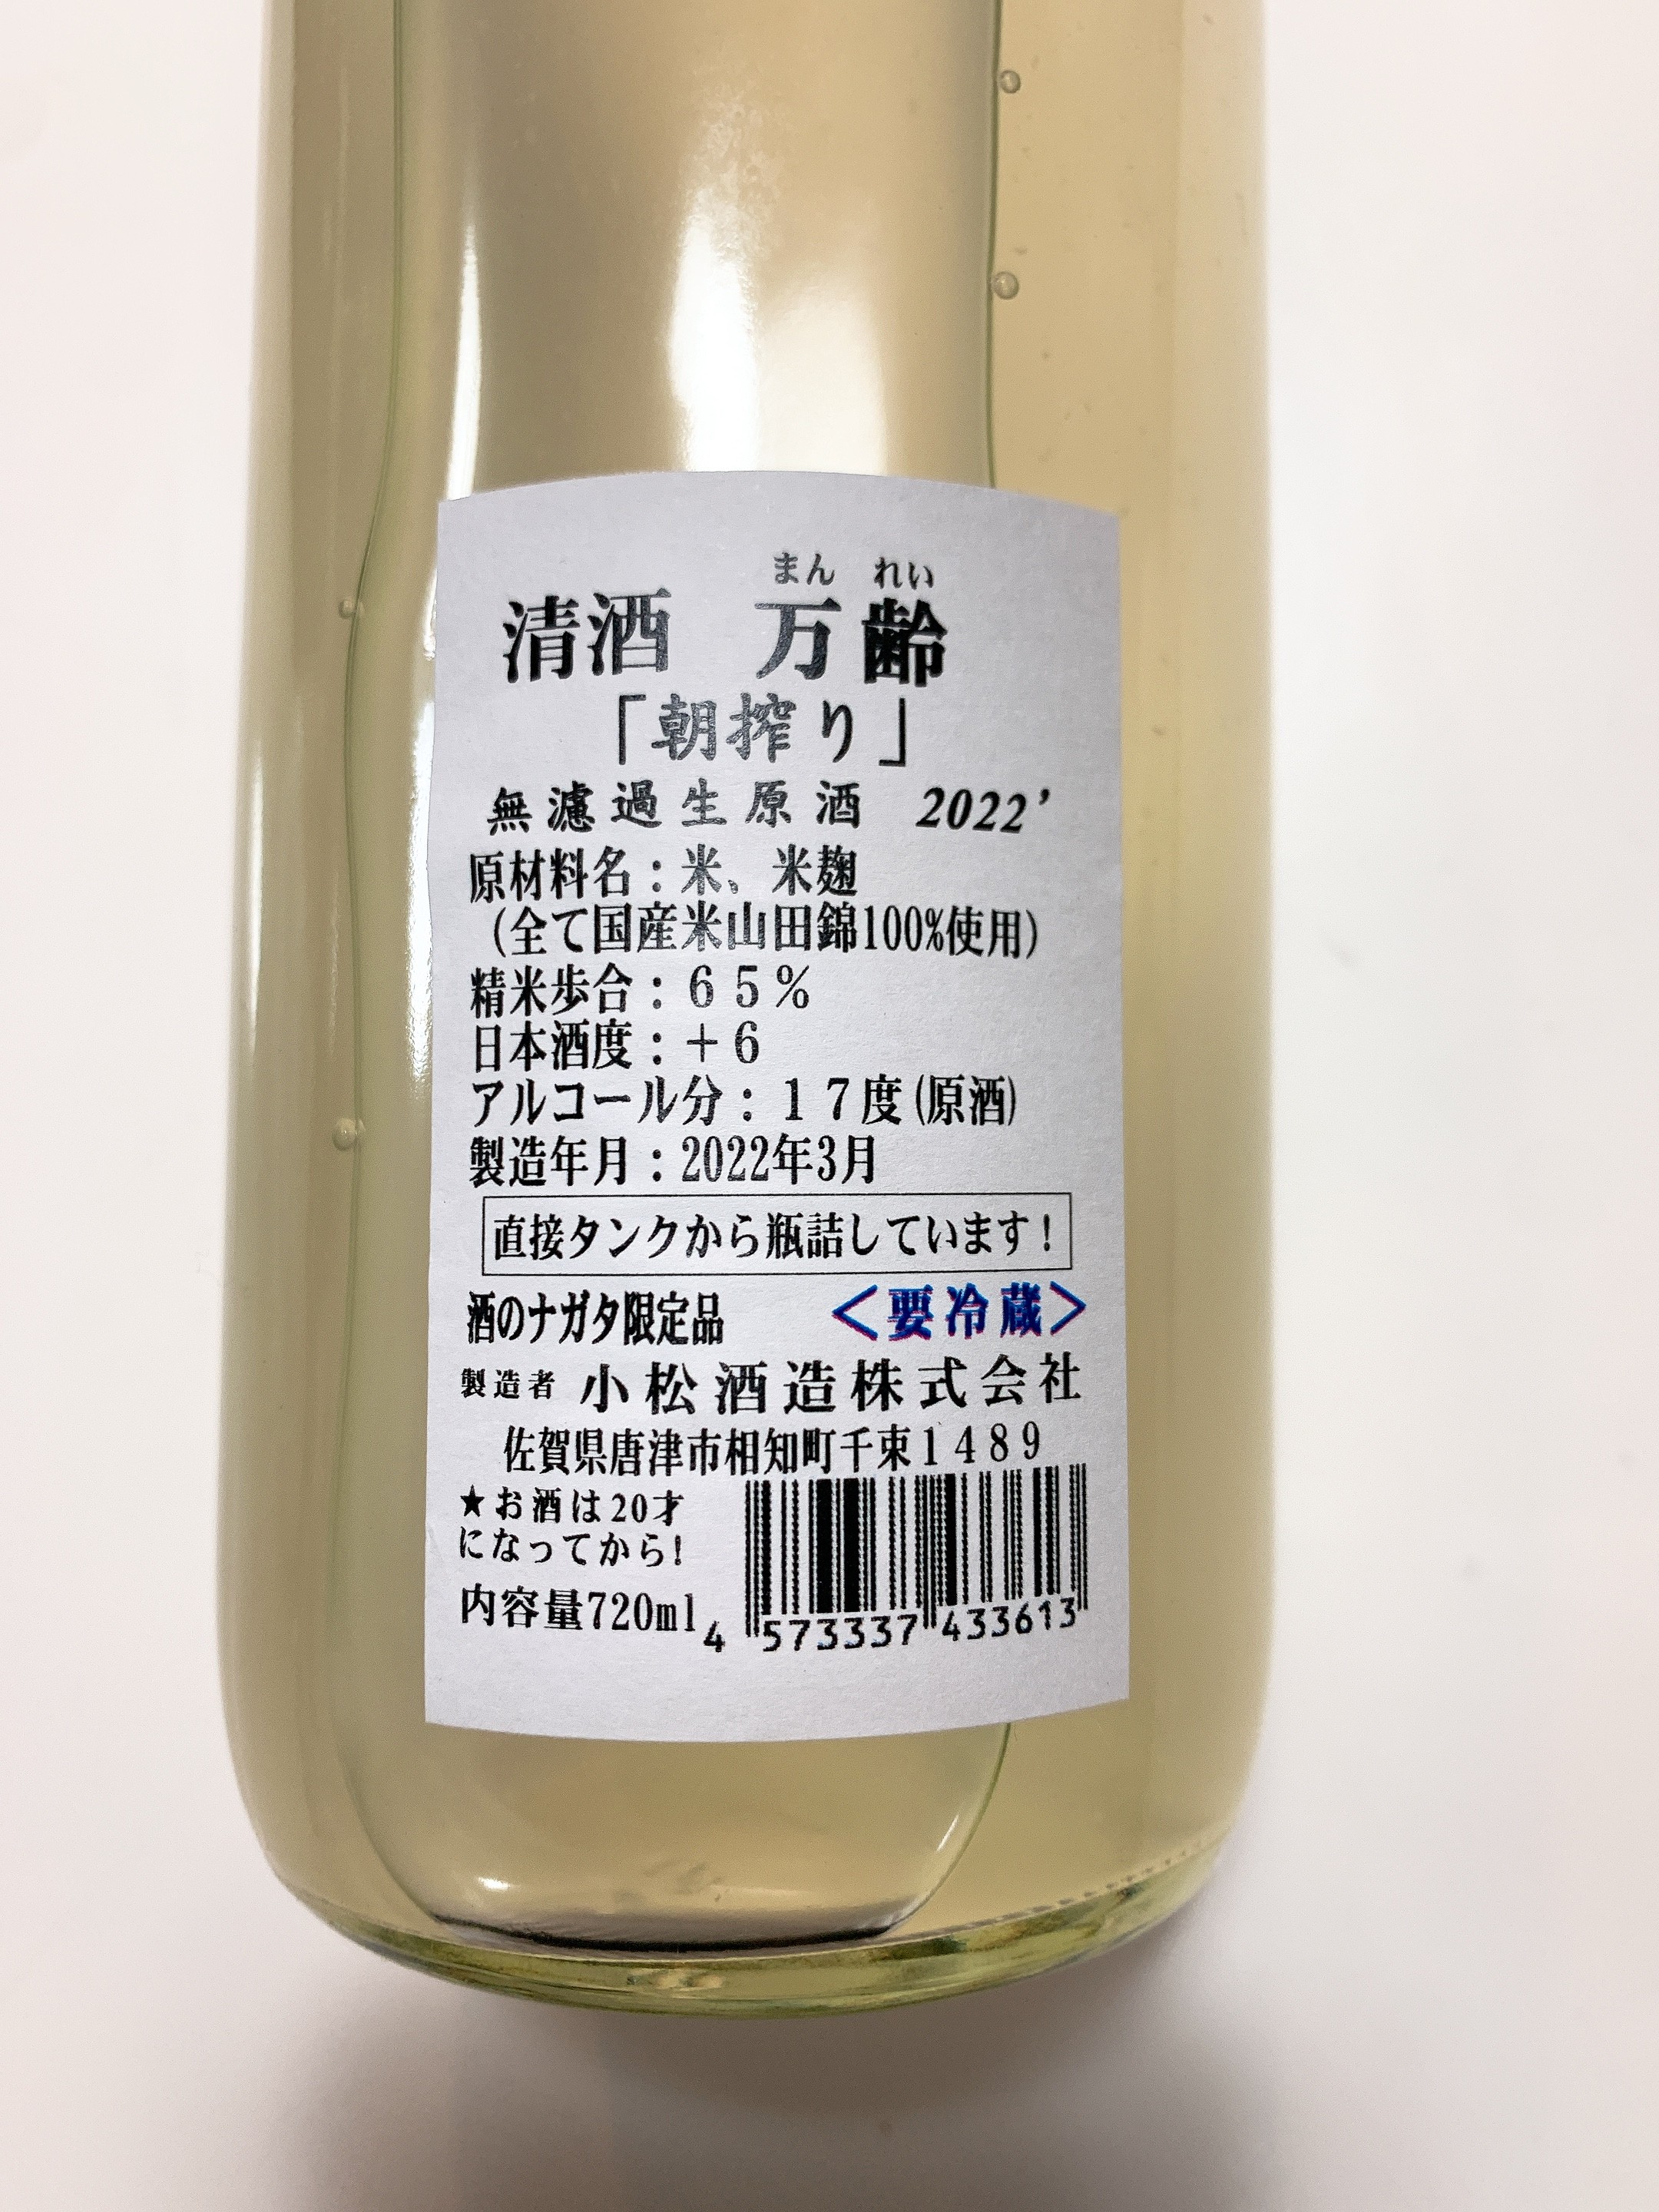 まん れい
清酒 万齢
「朝搾り」
無濾過生原酒 2022’
原材料名：米、米麹
（全て国産米山田錦100%使用）
精米歩合：６５％
日本酒度：＋６
アルコール分：１７度(原酒)
製造年月：2022年3月
直接タンクから瓶詰しています！
酒のナガタ限定品 ＜要冷蔵＞
製造者 小松酒造株式会社
佐賀県唐津市相知町千束１４８９
★お酒は20才
になってから!
内容量720ml
4 573337 433613